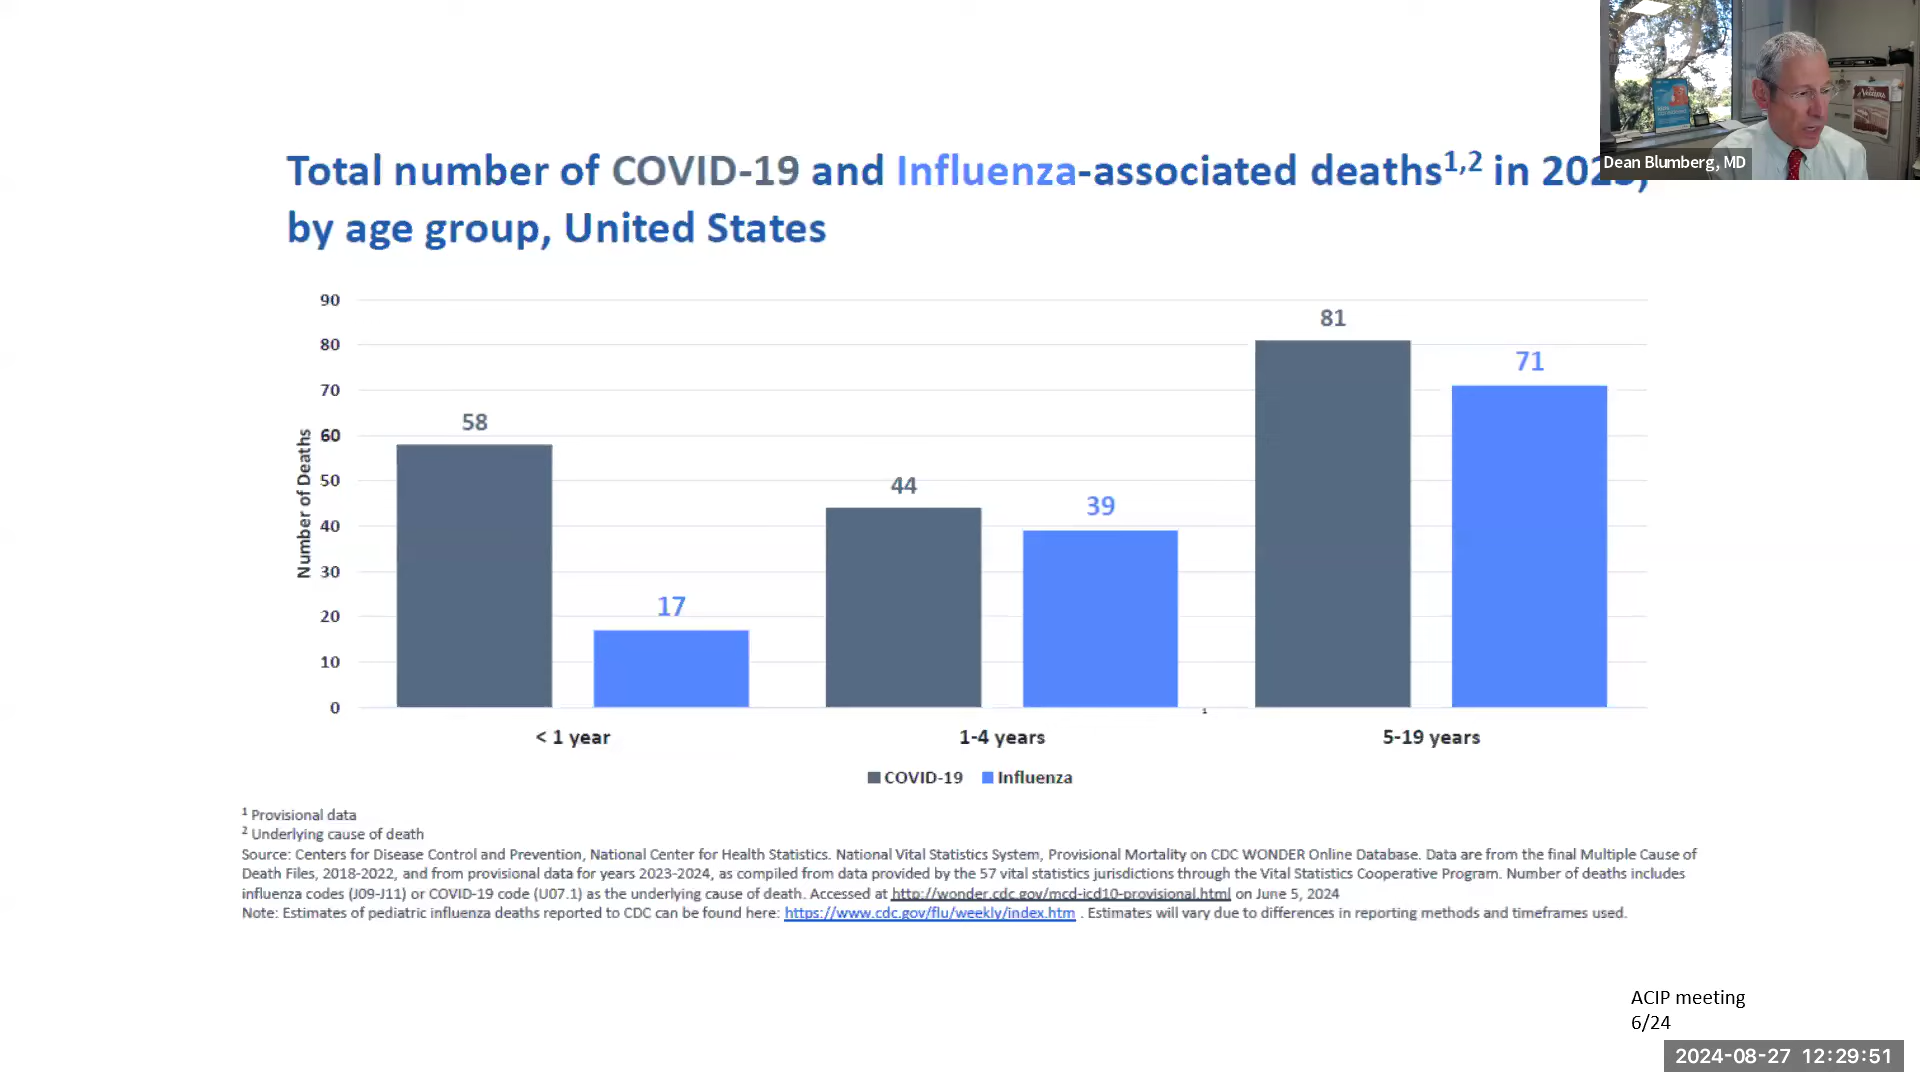 Total number of COVID-19 and Influenza-associated deaths1,2 in
by age group, United States
Dean Blumberg, MD
Number of Deaths
90
80
70
60
50
40
30
20
10
0
58
17
44
39
81
71
1
< 1 year
1-4 years
5-19 years
COVID-19
Influenza
1 Provisional data
2 Underlying cause of death
Source: Centers for Disease Control and Prevention, National Center for Health Statistics. National Vital Statistics System, Provisional Mortality on CDC WONDER Online Database. Data are from the final Multiple Cause of
Death Files, 2018-2022, and from provisional data for years 2023-2024, as compiled from data provided by the 57 vital statistics jurisdictions through the Vital Statistics Cooperative Program. Number of deaths includes
influenza codes (J09-J11) or COVID-19 code (U07.1) as the underlying cause of death. Accessed at http://wonder.cdc.gov/mcd-icd10-provisional.html on June 5, 2024
Note: Estimates of pediatric influenza deaths reported to CDC can be found here: https://www.cdc.gov/flu/weekly/index.htm . Estimates will vary due to differences in reporting methods and timeframes used.
ACIP meeting
6/24
2024-08-27 12:29:51